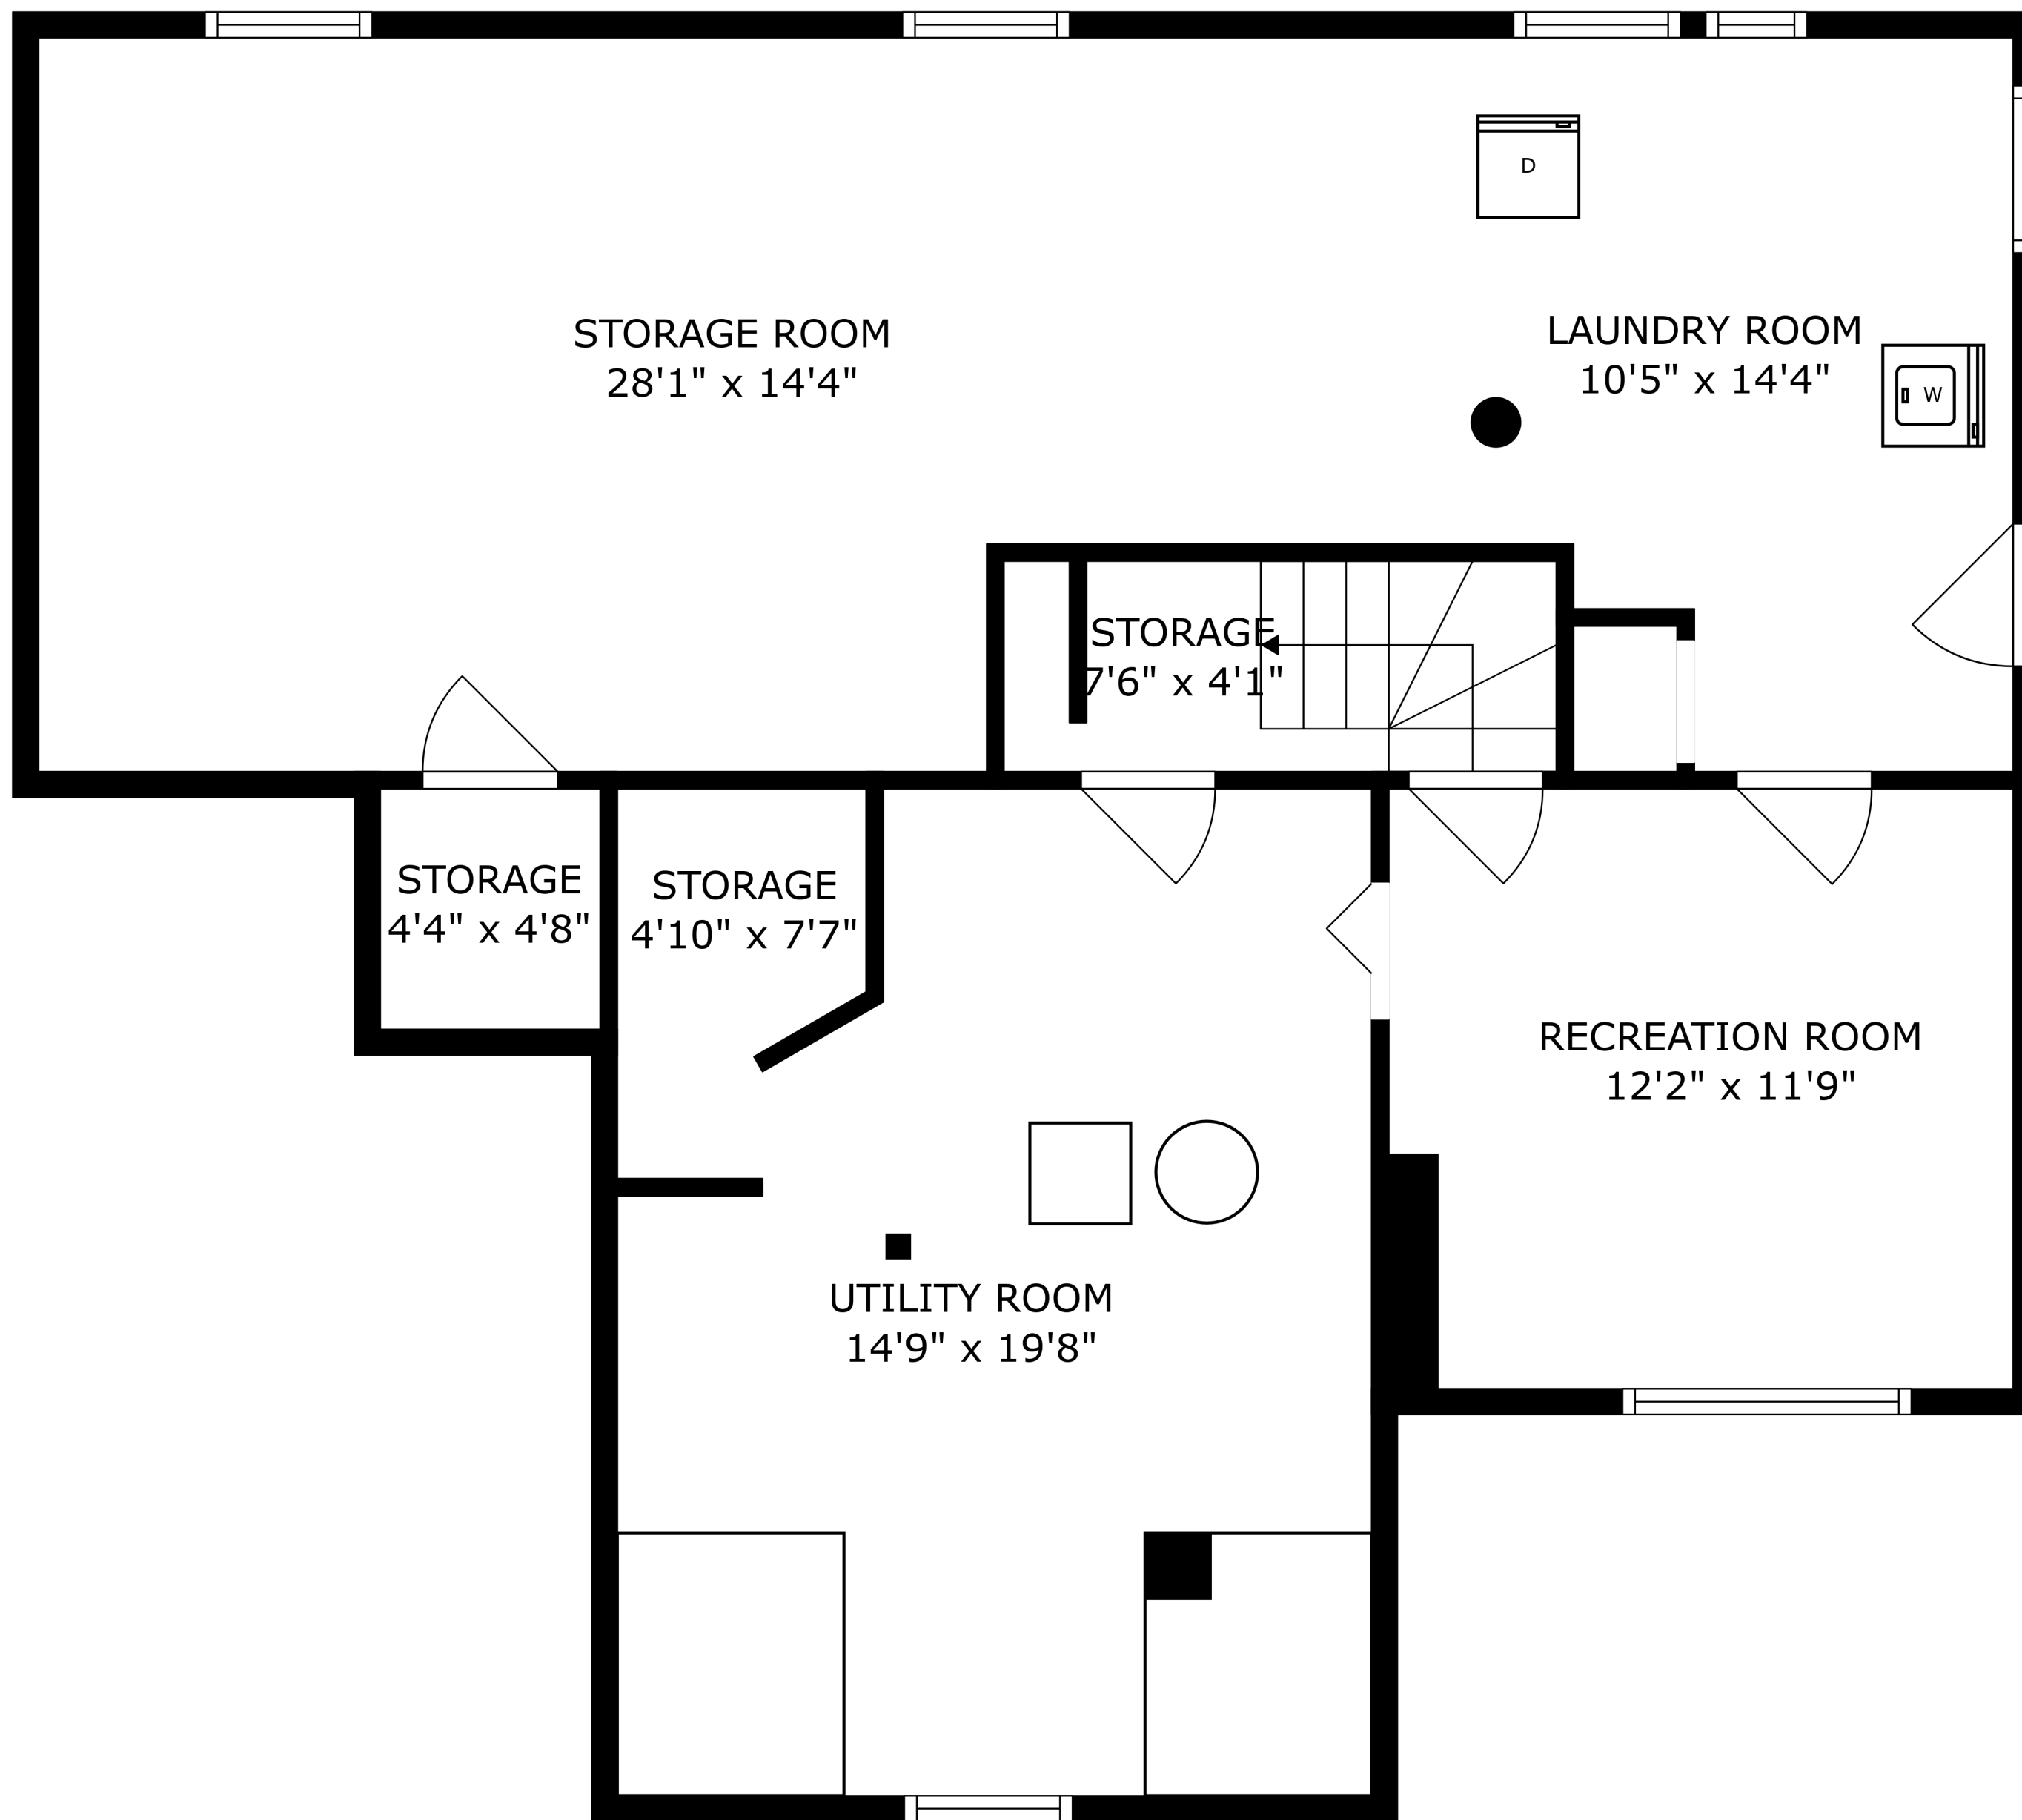 D
STORAGE ROOM
28'1" x 14'4"
LAUNDRY ROOM
10'5" x 14'4"
W
STORAGE
7'6" x 4'1"
STORAGE
4'4" x 4'8"
STORAGE
4'10" x 7'7"
RECREATION ROOM
12'2" x 11'9"
UTILITY ROOM
14'9" x 19'8"